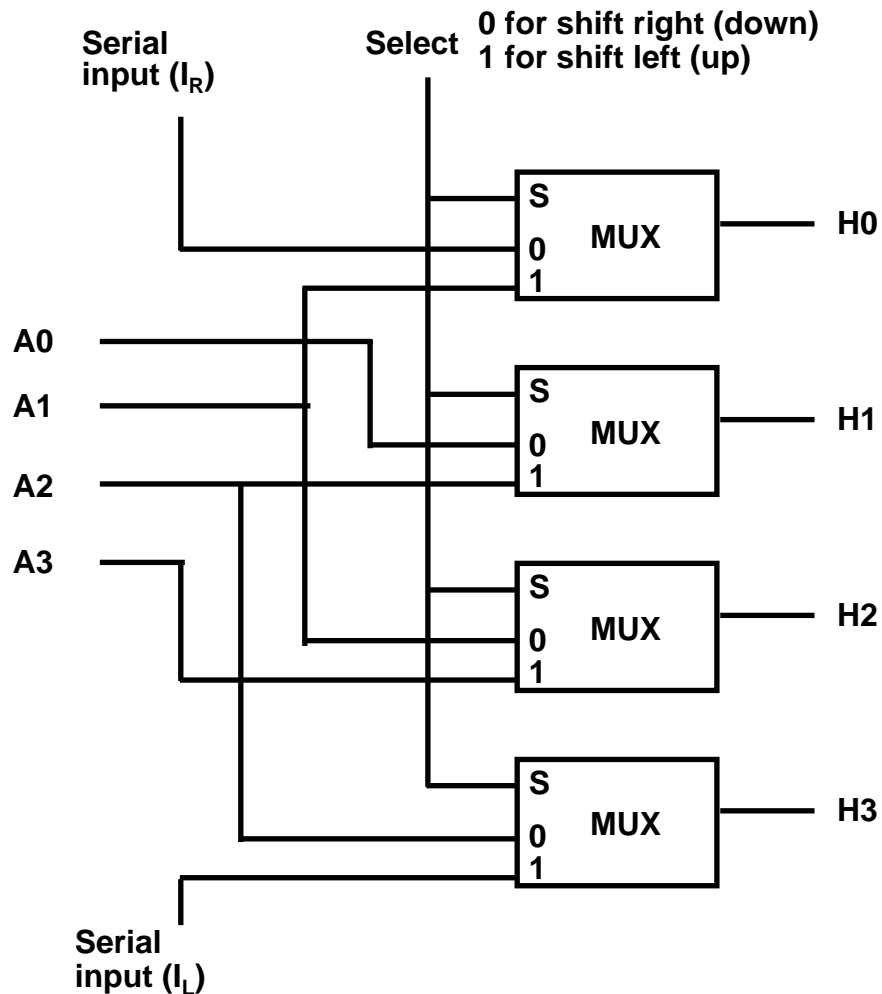 Serial
input (IR)
Select
0 for shift right (down)
1 for shift left (up)
S
MUX
0
1
H0
A0
A1
A2
A3
S
MUX
0
1
H1
S
MUX
0
1
H2
S
MUX
0
1
H3
Serial
input (IL)